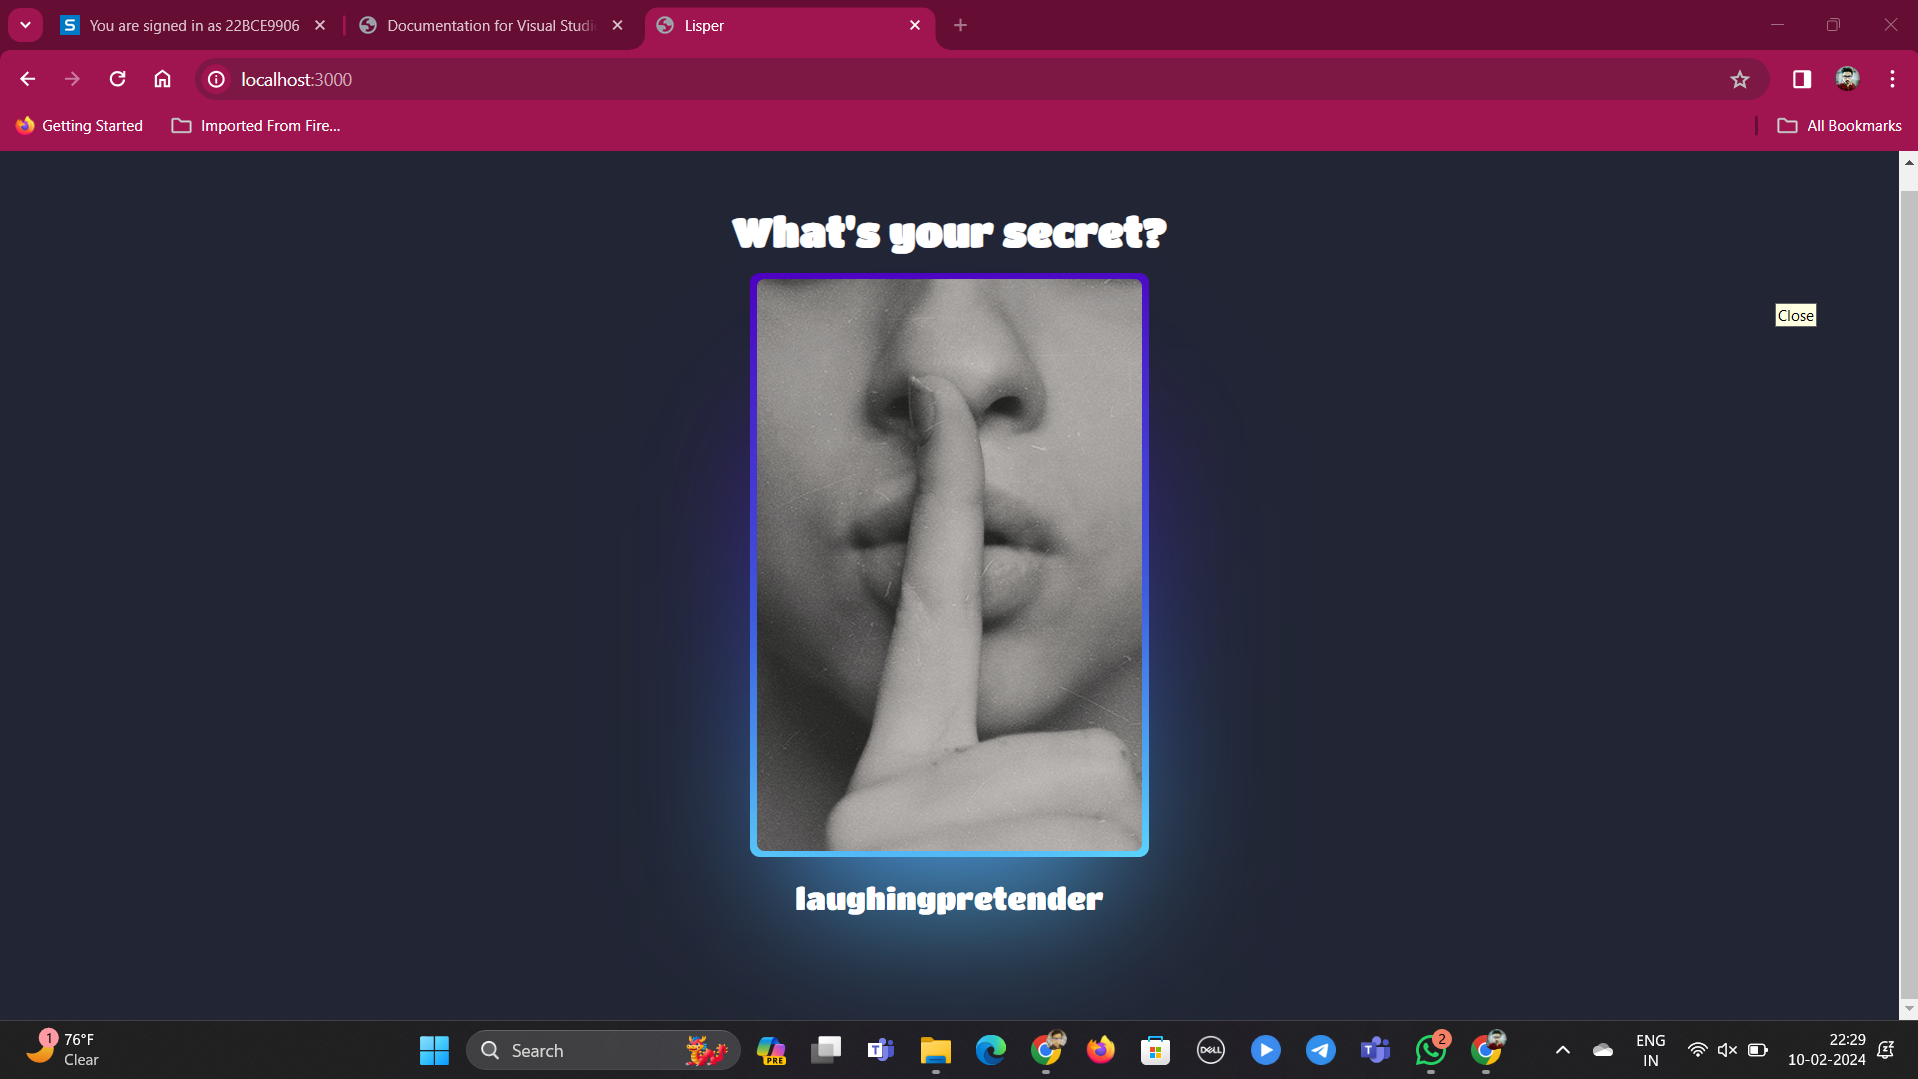 You are signed in as 22BCE9906
Documentation for Visual Studi
Lisper
localhost:3000
Getting Started
Imported From Fire...
All Bookmarks
What's your secret?
Close
laughingpretender
1
76°F
Clear
Search
PRE
T
DELL
2
ENG
IN
22:29
10-02-2024